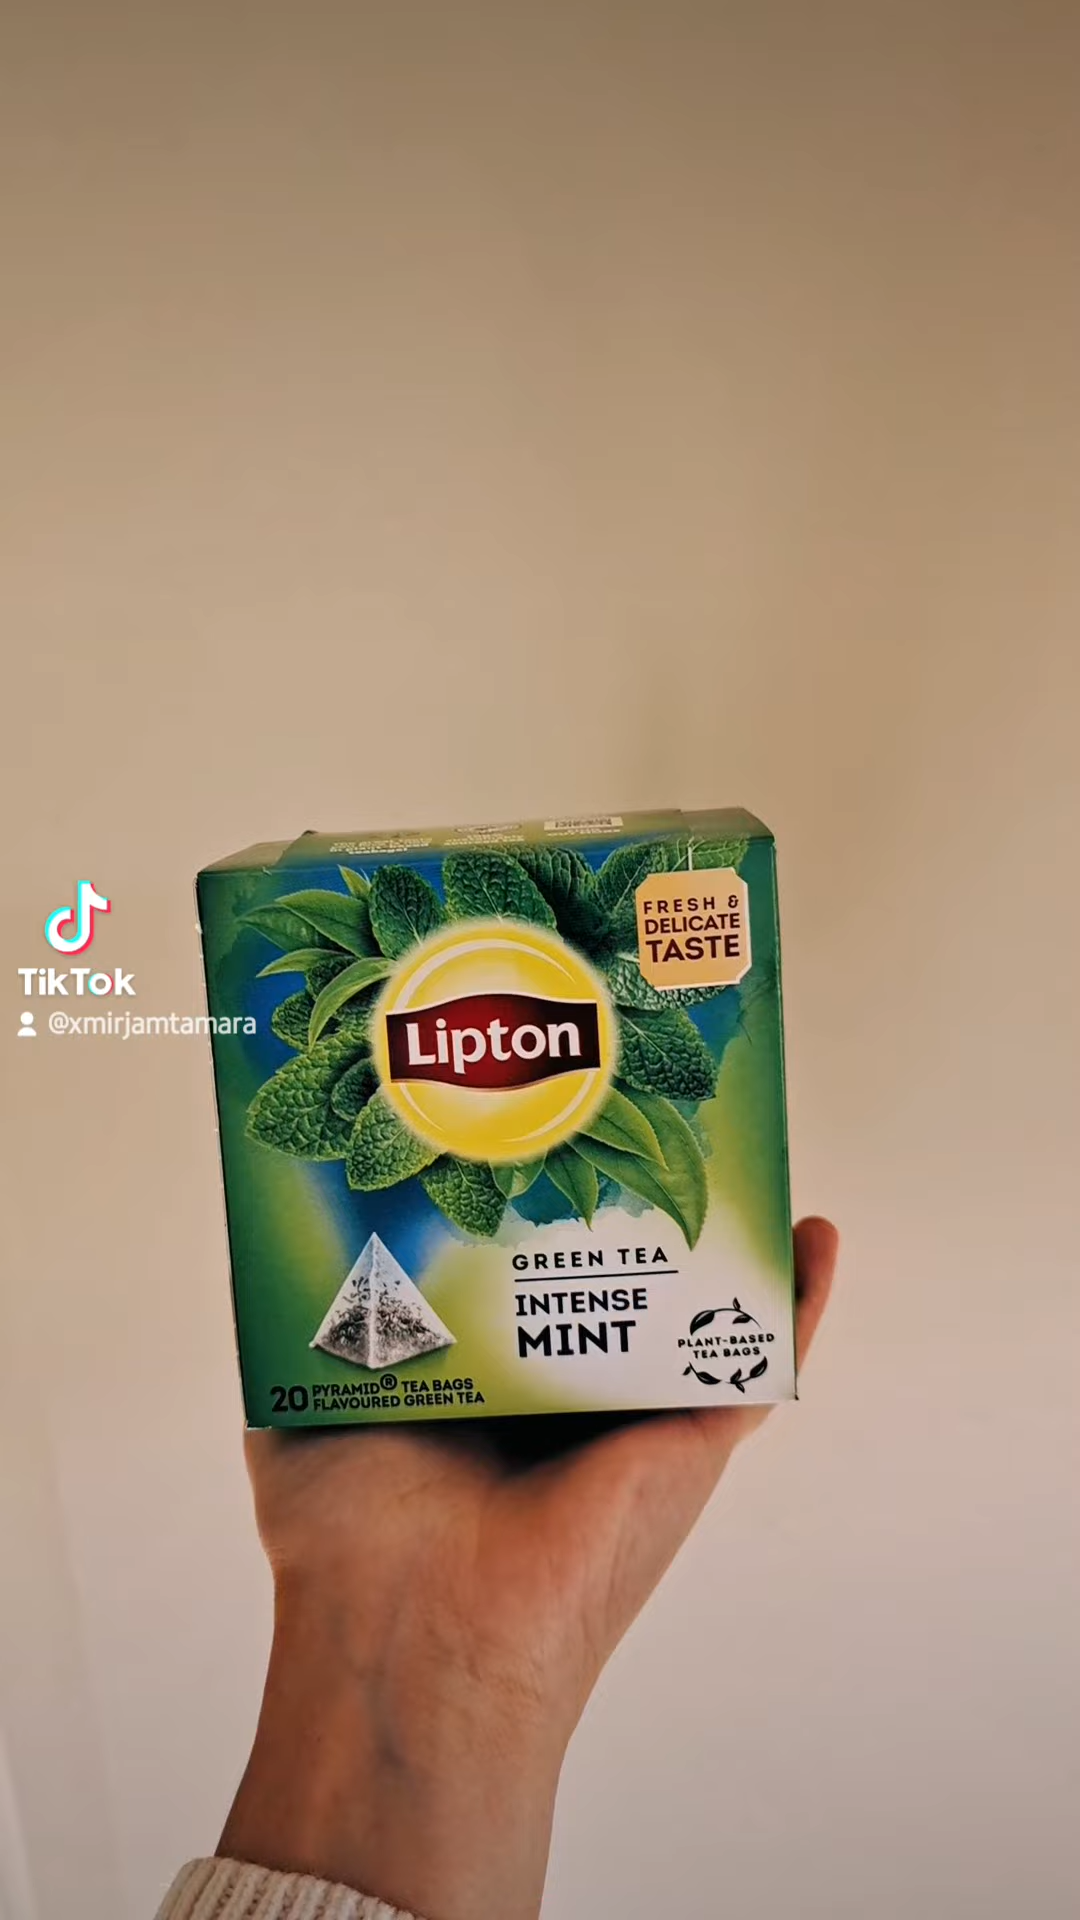 FRESH &
DELICATE
TASTE
Lipton
TikTok
@xmirjamtamara
GREEN TEA
INTENSE
MINT
PLANT-BASED
TEA BAGS
20 PYRAMID® TEA BAGS
FLAVOURED GREEN TEA